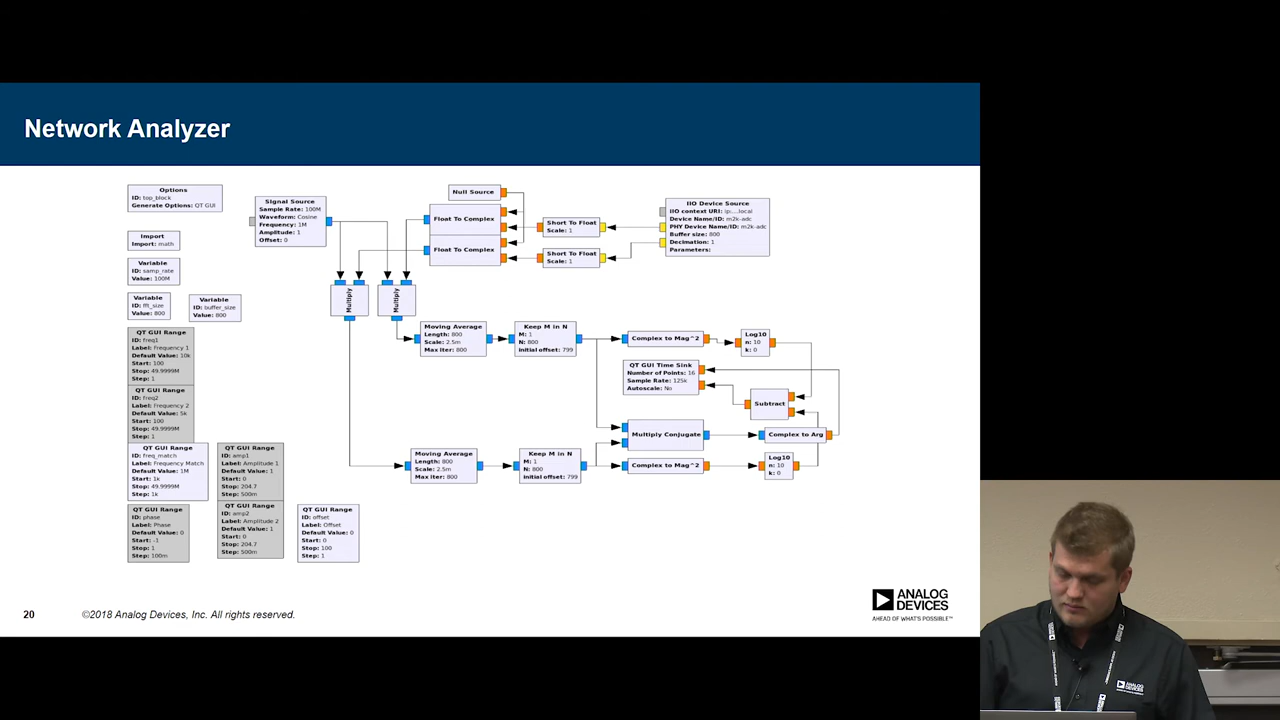 Network Analyzer
Options
ID: top_block
Generate Options: QT GUI
Import
Import: math
Variable
ID: samp_rate
Value: 100M
Variable
ID: fft_size
Value: 800
Variable
ID: buffer_size
Value: 800
QT GUI Range
ID: freq1
Label: Frequency 1
Default Value: 10k
Start: 100
Stop: 49.9999M
Step: 1
QT GUI Range
ID: freq2
Label: Frequency 2
Default Value: 5k
Start: 100
Stop: 49.9999M
Step: 1
QT GUI Range
ID: freq_match
Label: Frequency Match
Default Value: 1M
Start: 1k
Stop: 49.9999M
Step: 1k
QT GUI Range
ID: amp1
Label: Amplitude 1
Default Value: 1
Start: 0
Stop: 204.7
Step: 500m
QT GUI Range
ID: phase
Label: Phase
Default Value: 0
Start: -1
Stop: 1
Step: 100m
QT GUI Range
ID: amp2
Label: Amplitude 2
Default Value: 1
Start: 0
Stop: 204.7
Step: 500m
QT GUI Range
ID: offset
Label: Offset
Default Value: 0
Start: 0
Stop: 100
Step: 1
Signal Source
Sample Rate: 100M
Waveform: Cosine
Frequency: 1M
Amplitude: 1
Offset: 0
Null Source
Float To Complex
Float To Complex
Short To Float
Scale: 1
Short To Float
Scale: 1
IIO Device Source
IIO context URI: ip:...local
Device Name/ID: m2k-adc
PHY Device Name/ID: m2k-adc
Buffer size: 800
Decimation: 1
Parameters:
Multiply
Multiply
Moving Average
Length: 800
Scale: 2.5m
Max Iter: 800
Keep M in N
M: 1
N: 800
initial offset: 799
Complex to Mag^2
Log10
n: 10
k: 0
QT GUI Time Sink
Number of Points: 16
Sample Rate: 125k
Autoscale: No
Subtract
Multiply Conjugate
Complex to Arg
Moving Average
Length: 800
Scale: 2.5m
Max Iter: 800
Keep M in N
M: 1
N: 800
initial offset: 799
Complex to Mag^2
Log10
n: 10
k: 0
20
©2018 Analog Devices, Inc. All rights reserved.
ANALOG
DEVICES
AHEAD OF WHAT'S POSSIBLE™
ANALOG
DEVICES